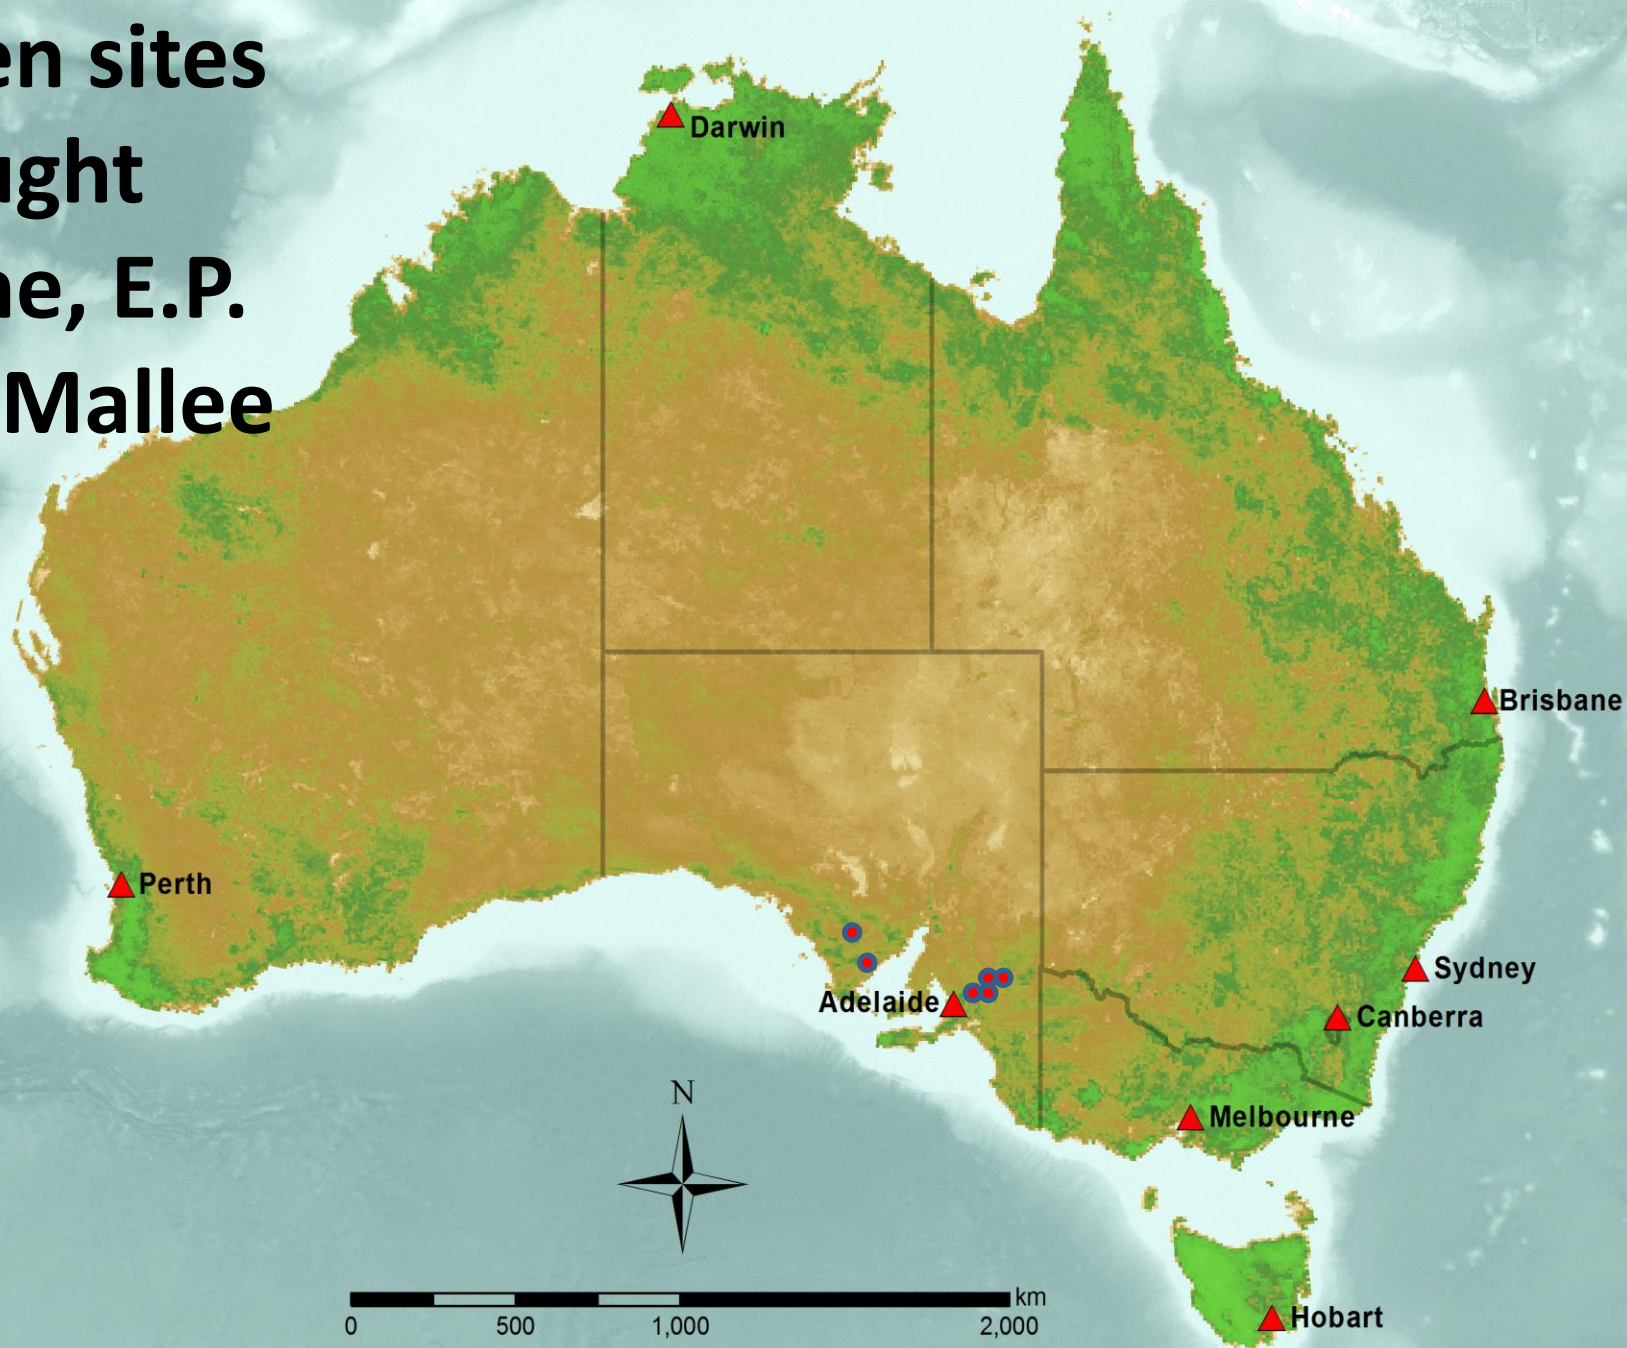 en sites
ught
ne, E.P.
Mallee
Darwin
Brisbane
Perth
Sydney
Adelaide
Canberra
N
Melbourne
km
0 500 1,000 2,000
Hobart